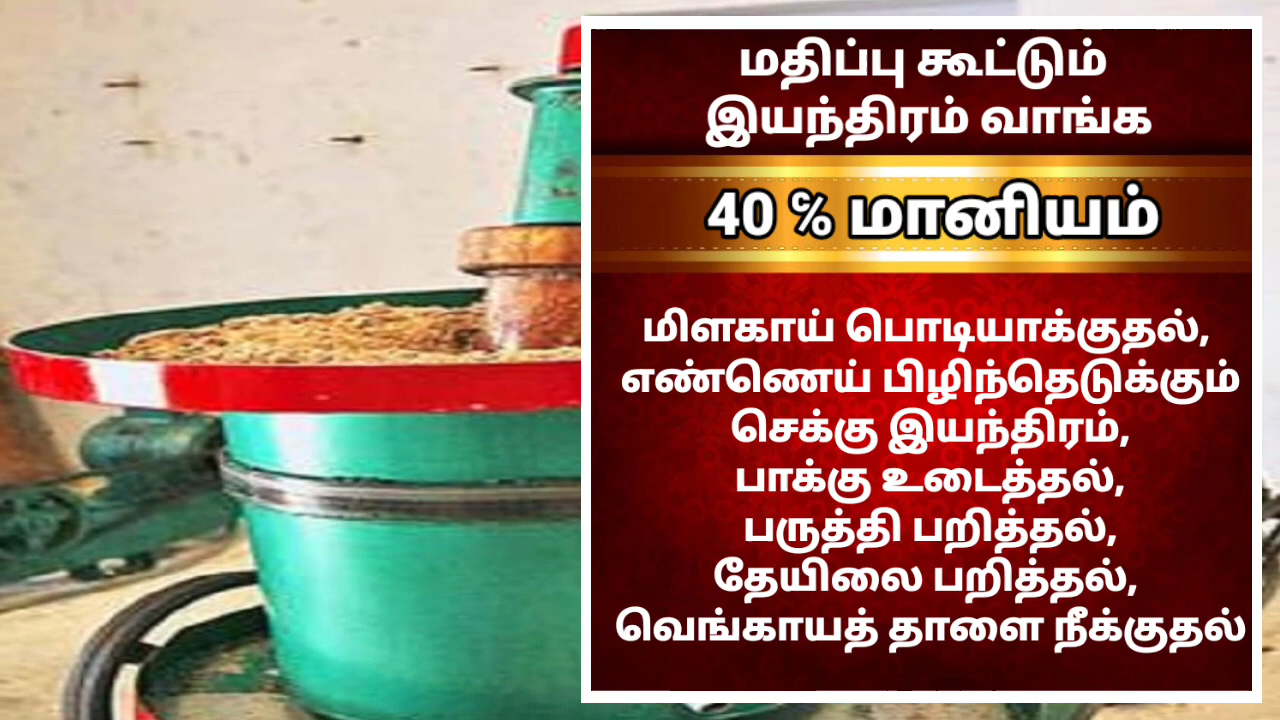 மதிப்பு கூட்டும்
இயந்திரம் வாங்க
40 % மானியம்
மிளகாய் பொடியாக்குதல்,
எண்ணெய் பிழிந்தெடுக்கும்
செக்கு இயந்திரம்,
பாக்கு உடைத்தல்,
பருத்தி பறித்தல்,
தேயிலை பறித்தல்,
வெங்காயத் தாளை நீக்குதல்